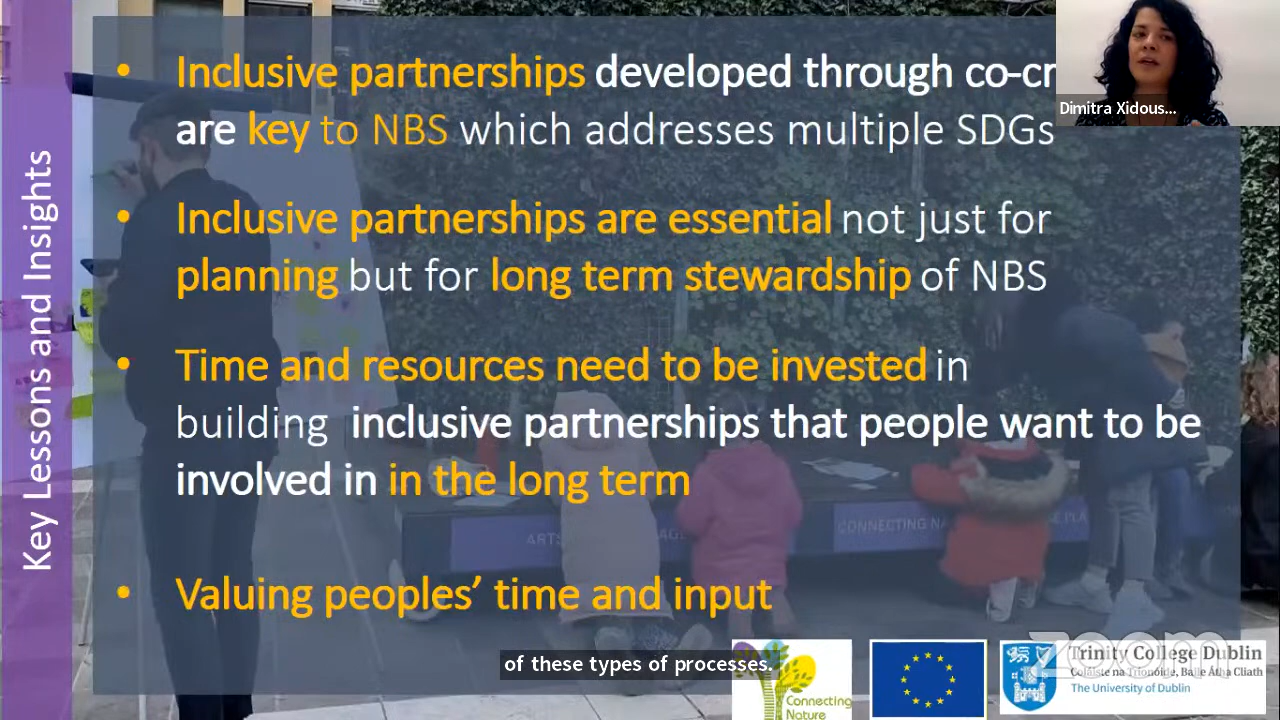 Key Lessons and Insights
• Inclusive partnerships developed through co-cr
are key to NBS which addresses multiple SDGs
• Inclusive partnerships are essential not just for
planning but for long term stewardship of NBS
• Time and resources need to be invested in
building inclusive partnerships that people want to be
involved in in the long term
• Valuing peoples’ time and input
Dimitra Xidous...
ARTS
CONNECTING NA
of these types of processes.
Connecting
Nature
zoom
Trinity College Dublin
Coláiste na Tríonóide, Baile Átha Cliath
The University of Dublin